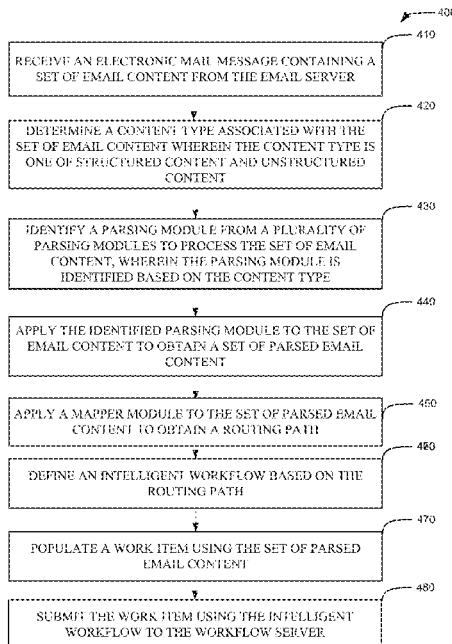 400
410
RECEIVE AN ELECTRONIC MAIL MESSAGE CONTAINING A
SET OF EMAIL CONTENT FROM THE EMAIL SERVER
420
DETERMINE A CONTENT TYPE ASSOCIATED WITH THE
SET OF EMAIL CONTENT WHEREIN THE CONTENT TYPE IS
ONE OF STRUCTURED CONTENT AND UNSTRUCTURED
CONTENT
430
IDENTIFY A PARSING MODULE FROM A PLURALITY OF
PARSING MODULES TO PROCESS THE SET OF EMAIL
CONTENT, WHEREIN THE PARSING MODULE IS
IDENTIFIED BASED ON THE CONTENT TYPE
440
APPLY THE IDENTIFIED PARSING MODULE TO THE SET OF
EMAIL CONTENT TO OBTAIN A SET OF PARSED EMAIL
CONTENT
450
APPLY A MAPPER MODULE TO THE SET OF PARSED EMAIL
CONTENT TO OBTAIN A ROUTING PATH
460
DEFINE AN INTELLIGENT WORKFLOW BASED ON THE
ROUTING PATH
470
POPULATE A WORK ITEM USING THE SET OF PARSED
EMAIL CONTENT
480
SUBMIT THE WORK ITEM USING THE INTELLIGENT
WORKFLOW TO THE WORKFLOW SERVER